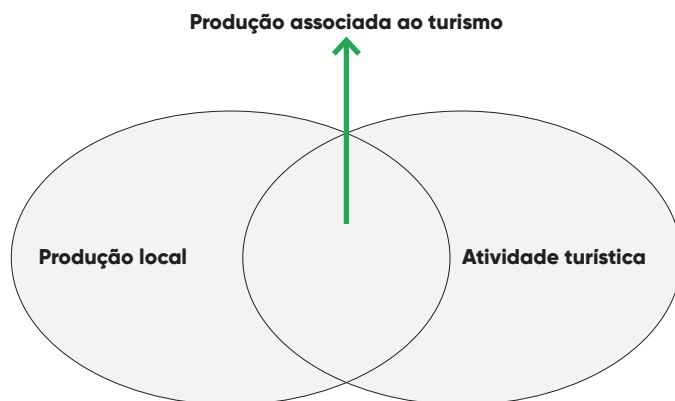 Produção associada ao turismo
Produção local
Atividade turística